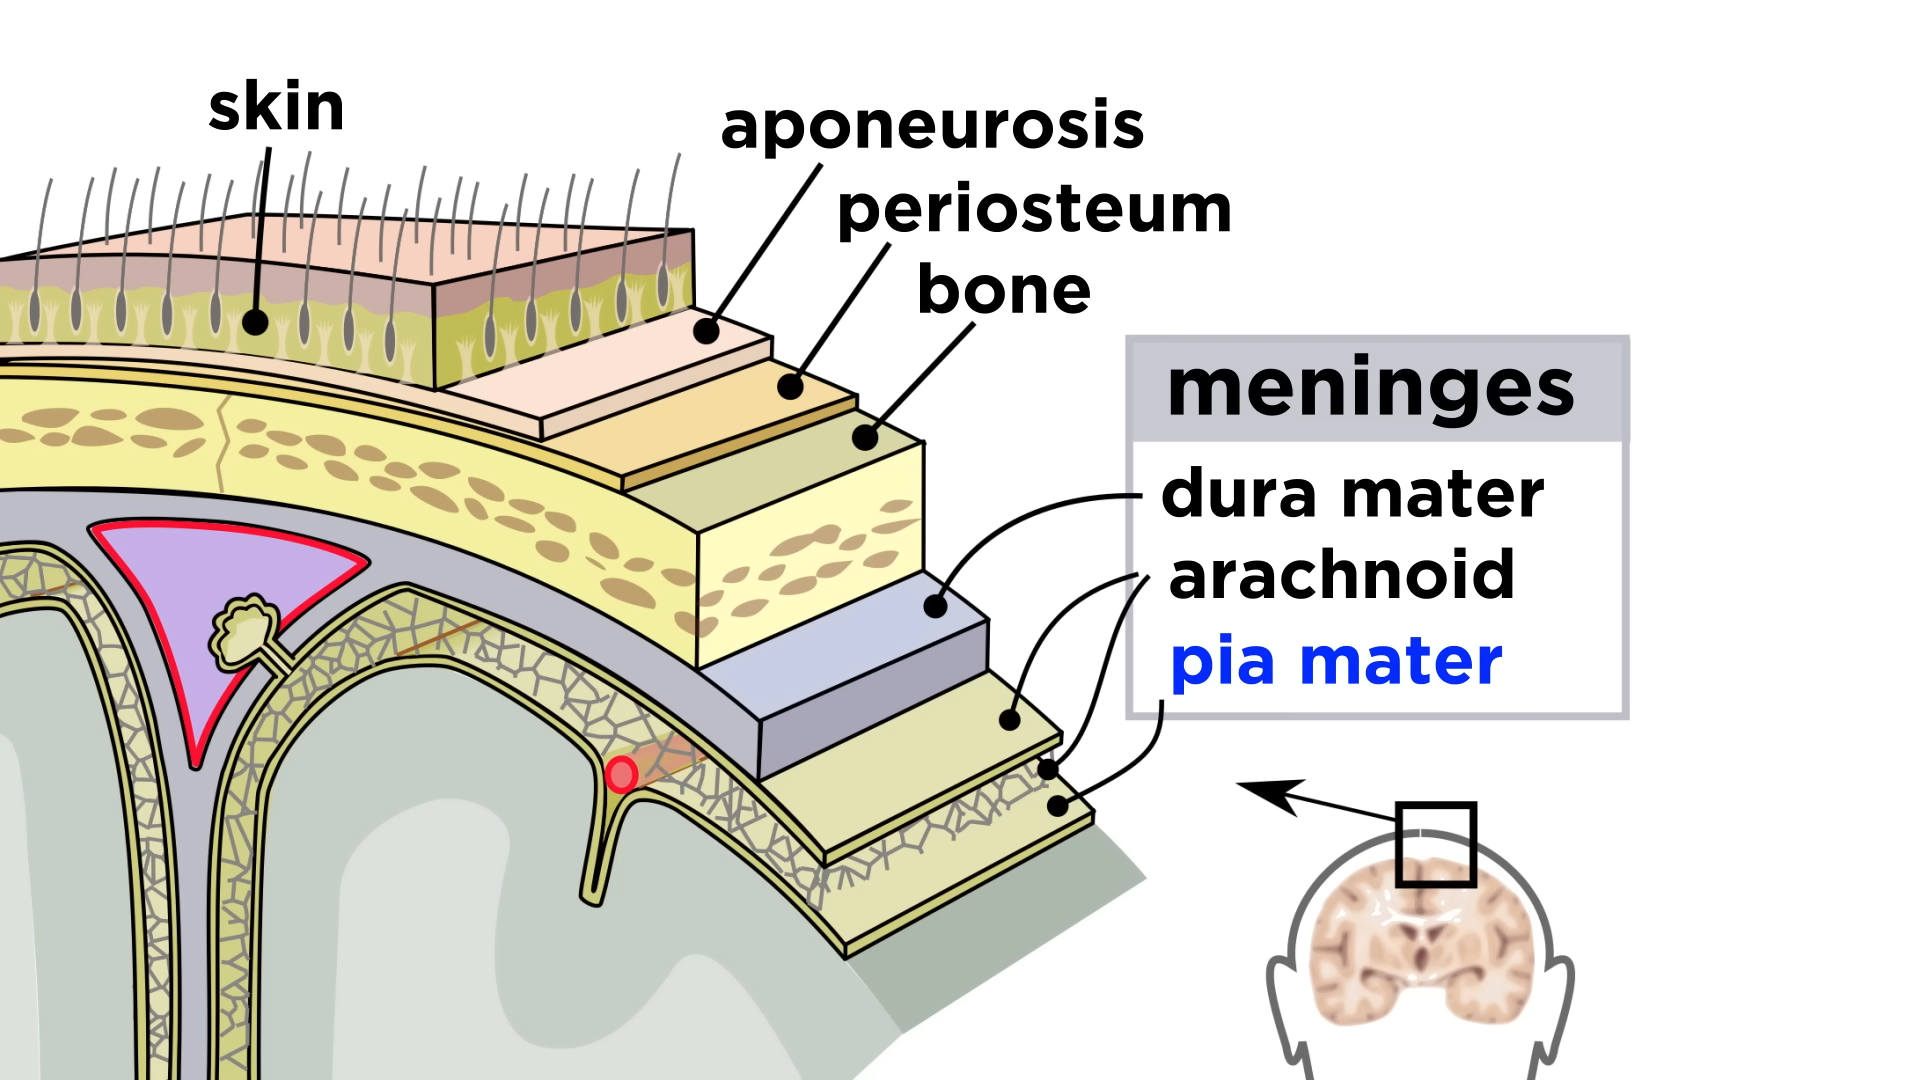 skin
aponeurosis
periosteum
bone
meninges
dura mater
arachnoid
pia mater